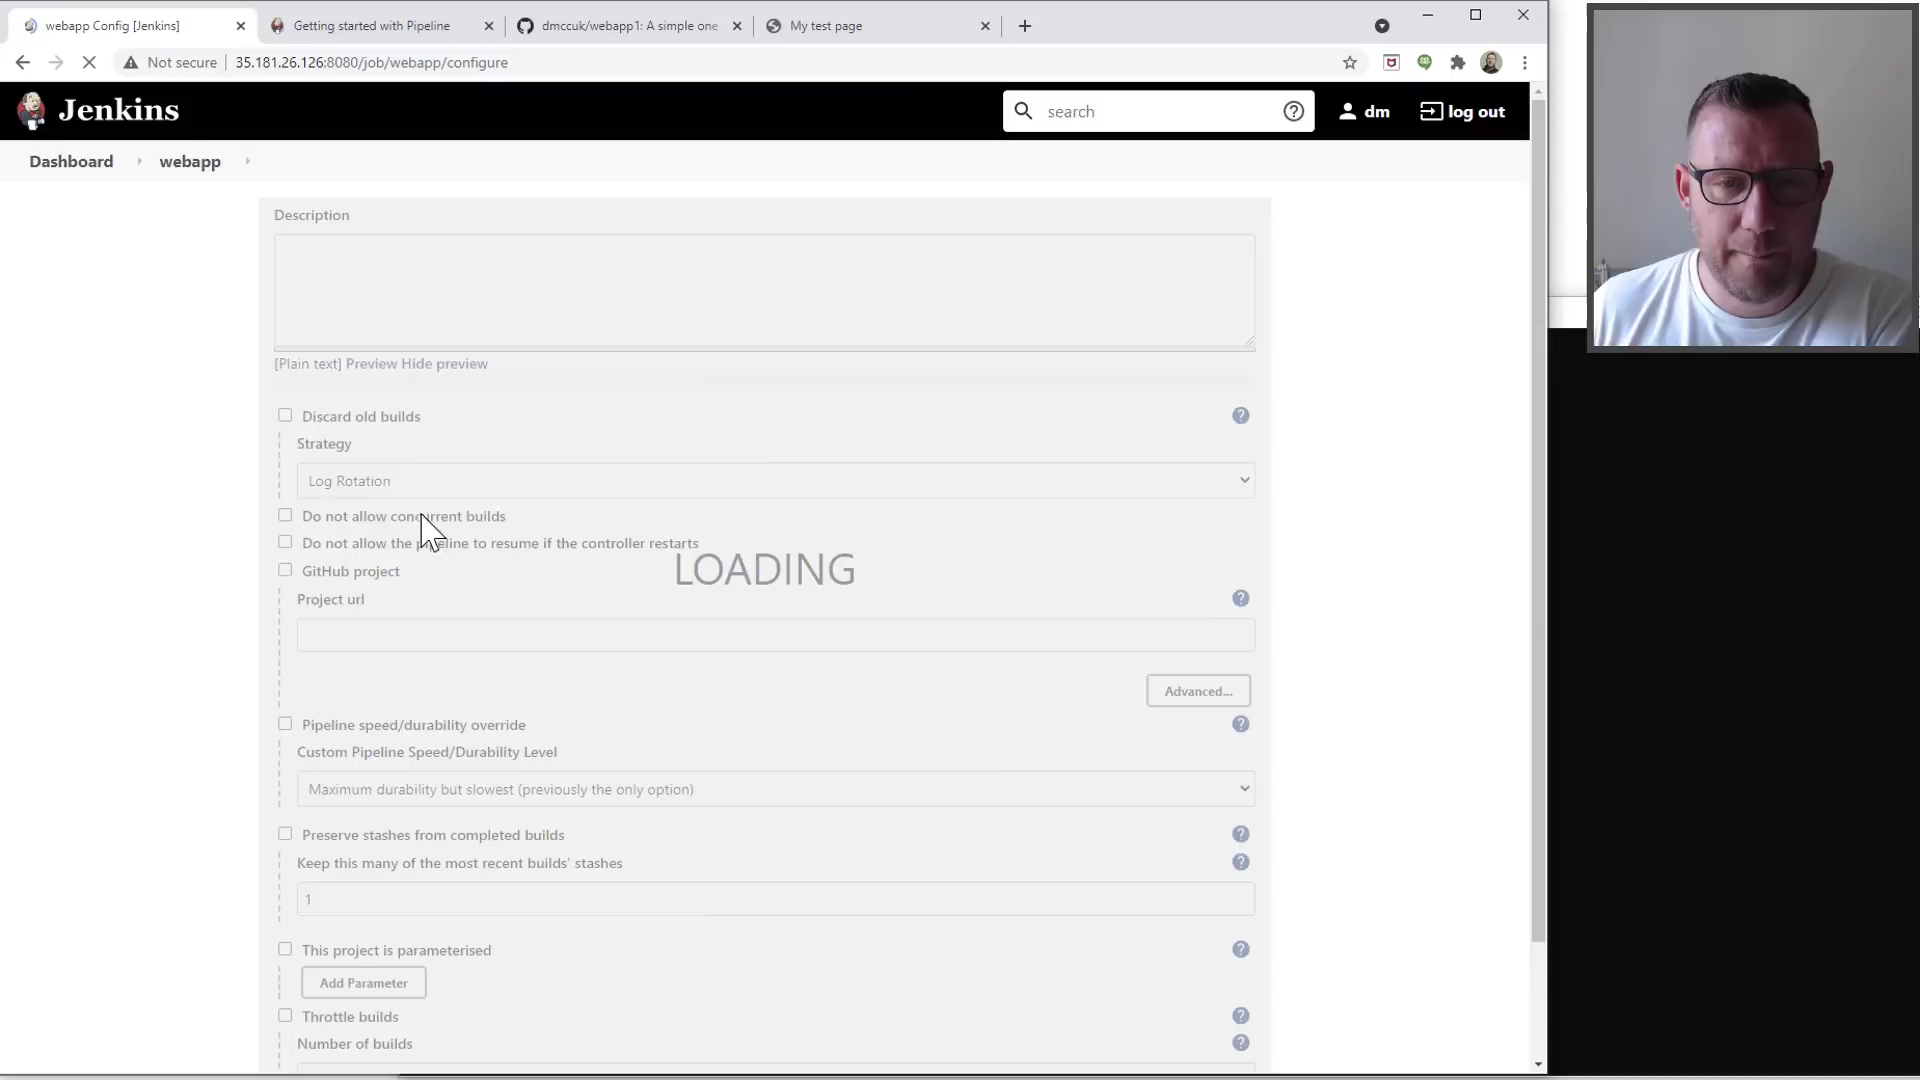 webapp Config [Jenkins]
Getting started with Pipeline
dmccuk/webapp1: A simple one
My test page
Not secure
35.181.26.126:8080/job/webapp/configure
Jenkins
search
dm
log out
Dashboard
webapp
Description
[Plain text] Preview Hide preview
Discard old builds
Strategy
Log Rotation
Do not allow concurrent builds
Do not allow the pipeline to resume if the controller restarts
LOADING
GitHub project
Project url
Advanced...
Pipeline speed/durability override
Custom Pipeline Speed/Durability Level
Maximum durability but slowest (previously the only option)
Preserve stashes from completed builds
Keep this many of the most recent builds' stashes
1
This project is parameterised
Add Parameter
Throttle builds
Number of builds